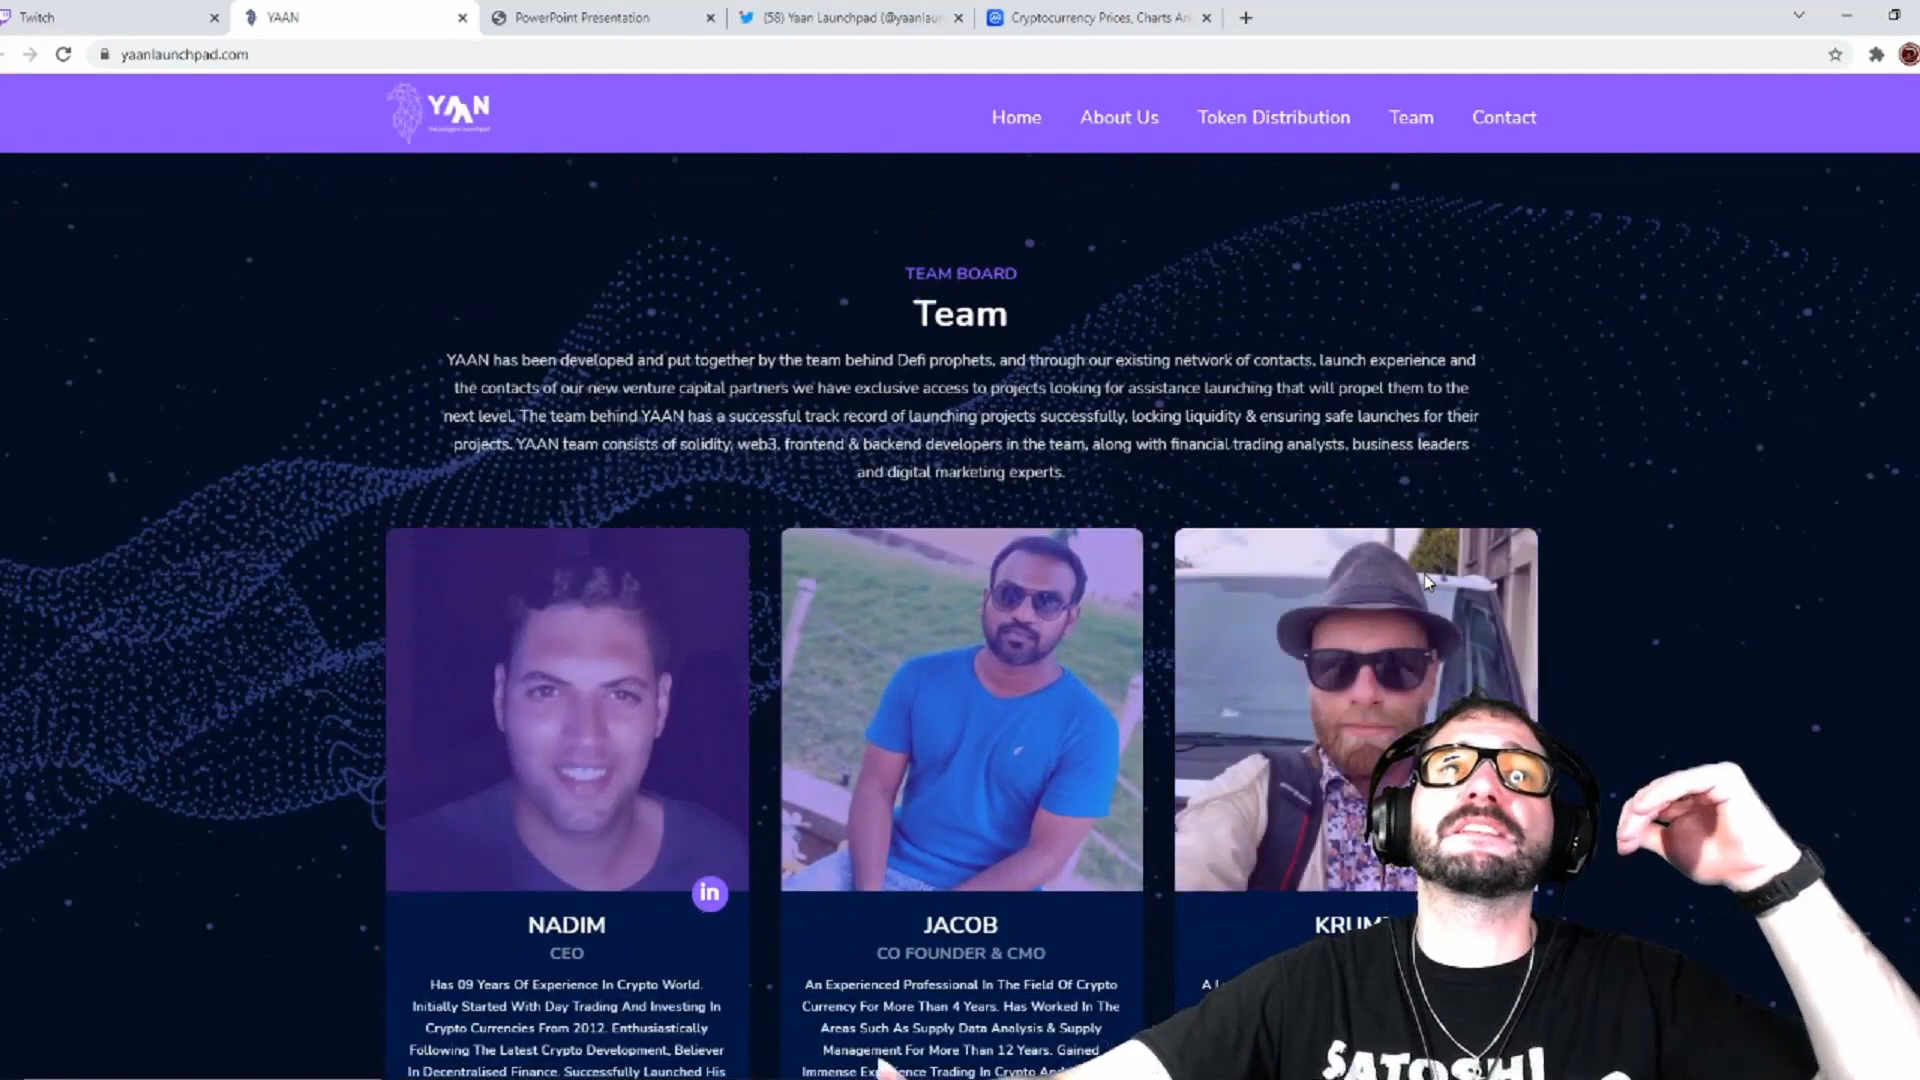 Twitch
YAAN
PowerPoint Presentation
(58) Yaan Launchpad (@yaanlaun
Cryptocurrency Prices, Charts An
yaanlaunchpad.com
YAAN
Home
About Us
Token Distribution
Team
Contact
TEAM BOARD
Team
YAAN has been developed and put together by the team behind Defi prophets, and through our existing network of contacts, launch experience and
the contacts of our new venture capital partners we have exclusive access to projects looking for assistance launching that will propel them to the
next level. The team behind YAAN has a successful track record of launching projects successfully, locking liquidity & ensuring safe launches for their
projects. YAAN team consists of solidity, web3, frontend & backend developers in the team, along with financial trading analysts, business leaders
and digital marketing experts.
in
NADIM
CEO
Has 09 Years Of Experience In Crypto World.
Initially Started With Day Trading And Investing In
Crypto Currencies From 2012. Enthusiastically
Following The Latest Crypto Development, Believer
In Decentralised Finance. Successfully Launched His
JACOB
CO FOUNDER & CMO
An Experienced Professional In The Field Of Crypto
Currency For More Than 4 Years. Has Worked In The
Areas Such As Supply Data Analysis & Supply
Management For More Than 12 Years. Gained
Immense Experience Trading In Crypto And
KRUM
SATOSHI